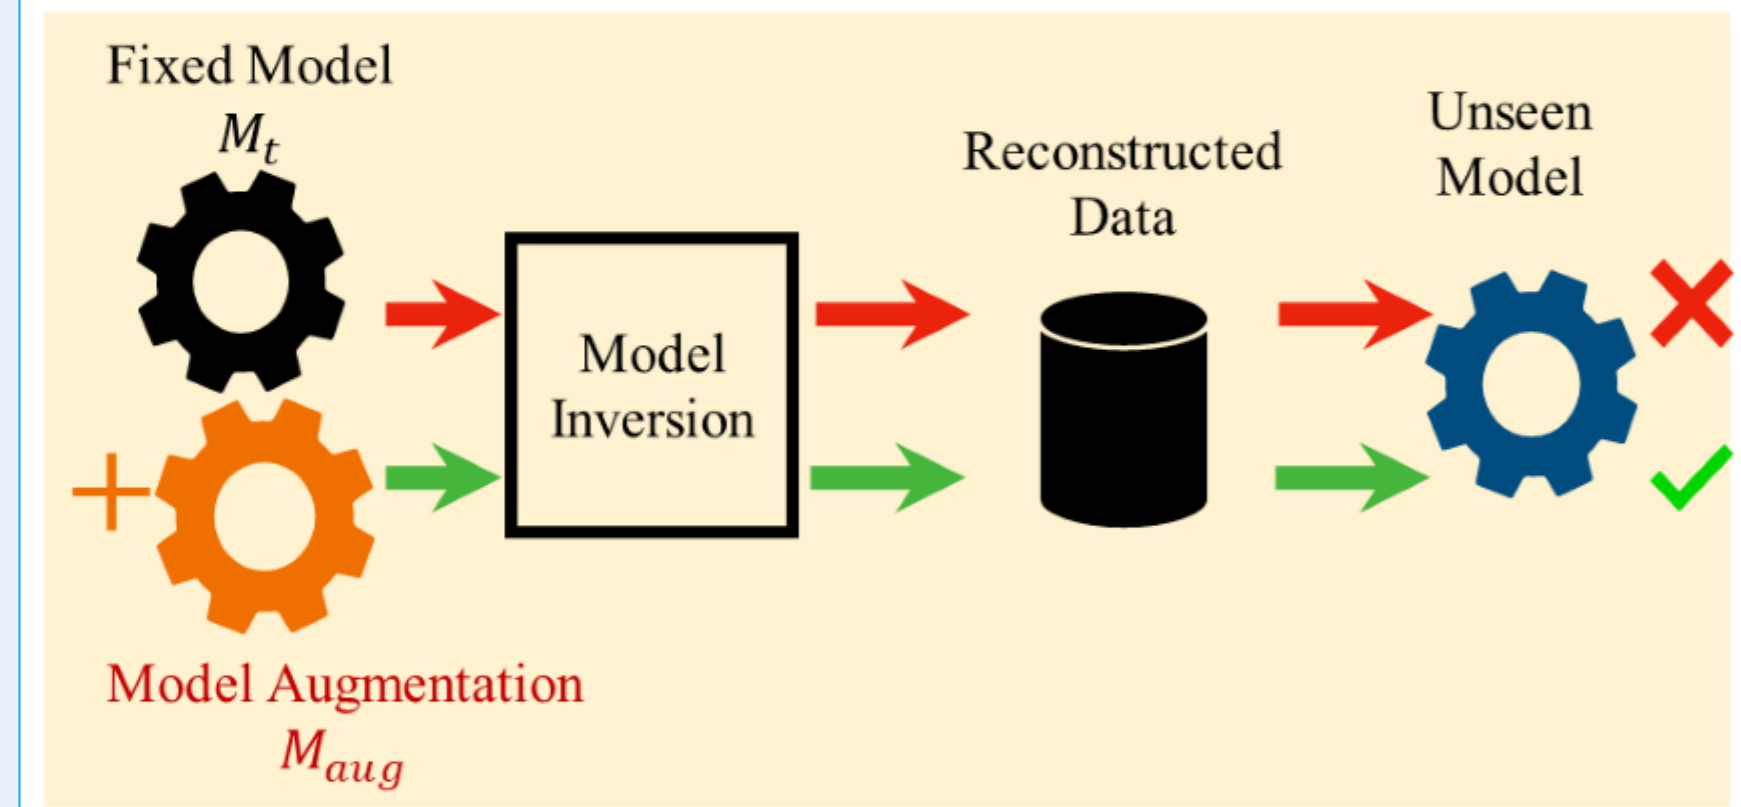 Fixed Model
M_t
Model Augmentation
M_aug
Model
Inversion
Reconstructed
Data
Unseen
Model